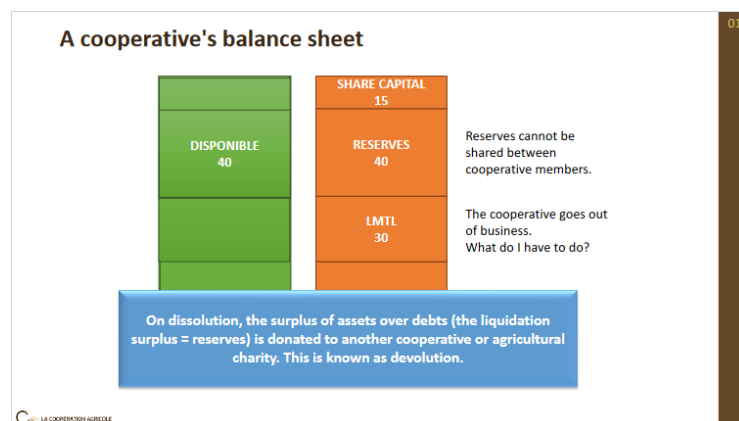 A cooperative's balance sheet
01
SHARE CAPITAL
15
DISPONIBLE
40
RESERVES
40
Reserves cannot be
shared between
cooperative members.
LMTL
30
The cooperative goes out
of business.
What do I have to do?
On dissolution, the surplus of assets over debts (the liquidation
surplus = reserves) is donated to another cooperative or agricultural
charity. This is known as devolution.
LA COOPÉRATION AGRICOLE